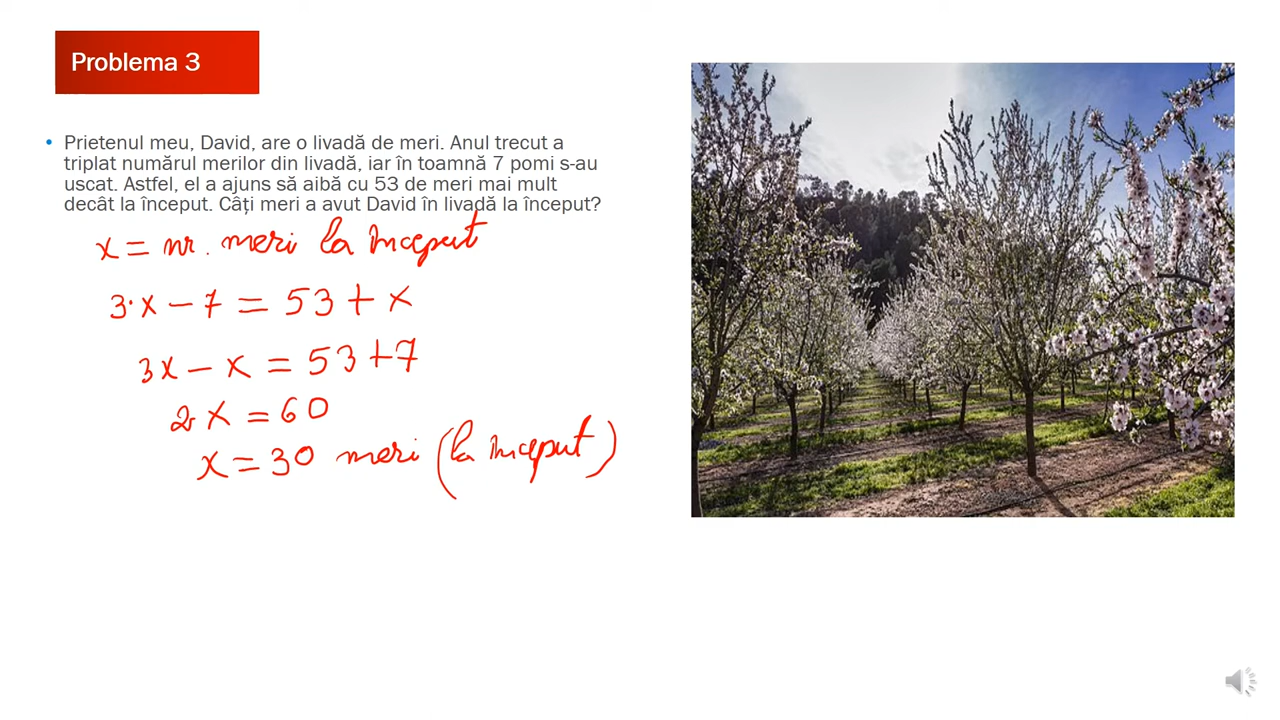 Problema 3
• Prietenul meu, David, are o livadă de meri. Anul trecut a
triplat numărul merilor din livadă, iar în toamnă 7 pomi s-au
uscat. Astfel, el a ajuns să aibă cu 53 de meri mai mult
decât la început. Câți meri a avut David în livadă la început?
x = nr. meri la început
3·x − 7 = 53 + x
3x − x = 53 + 7
2x = 60
x = 30 meri (la început)